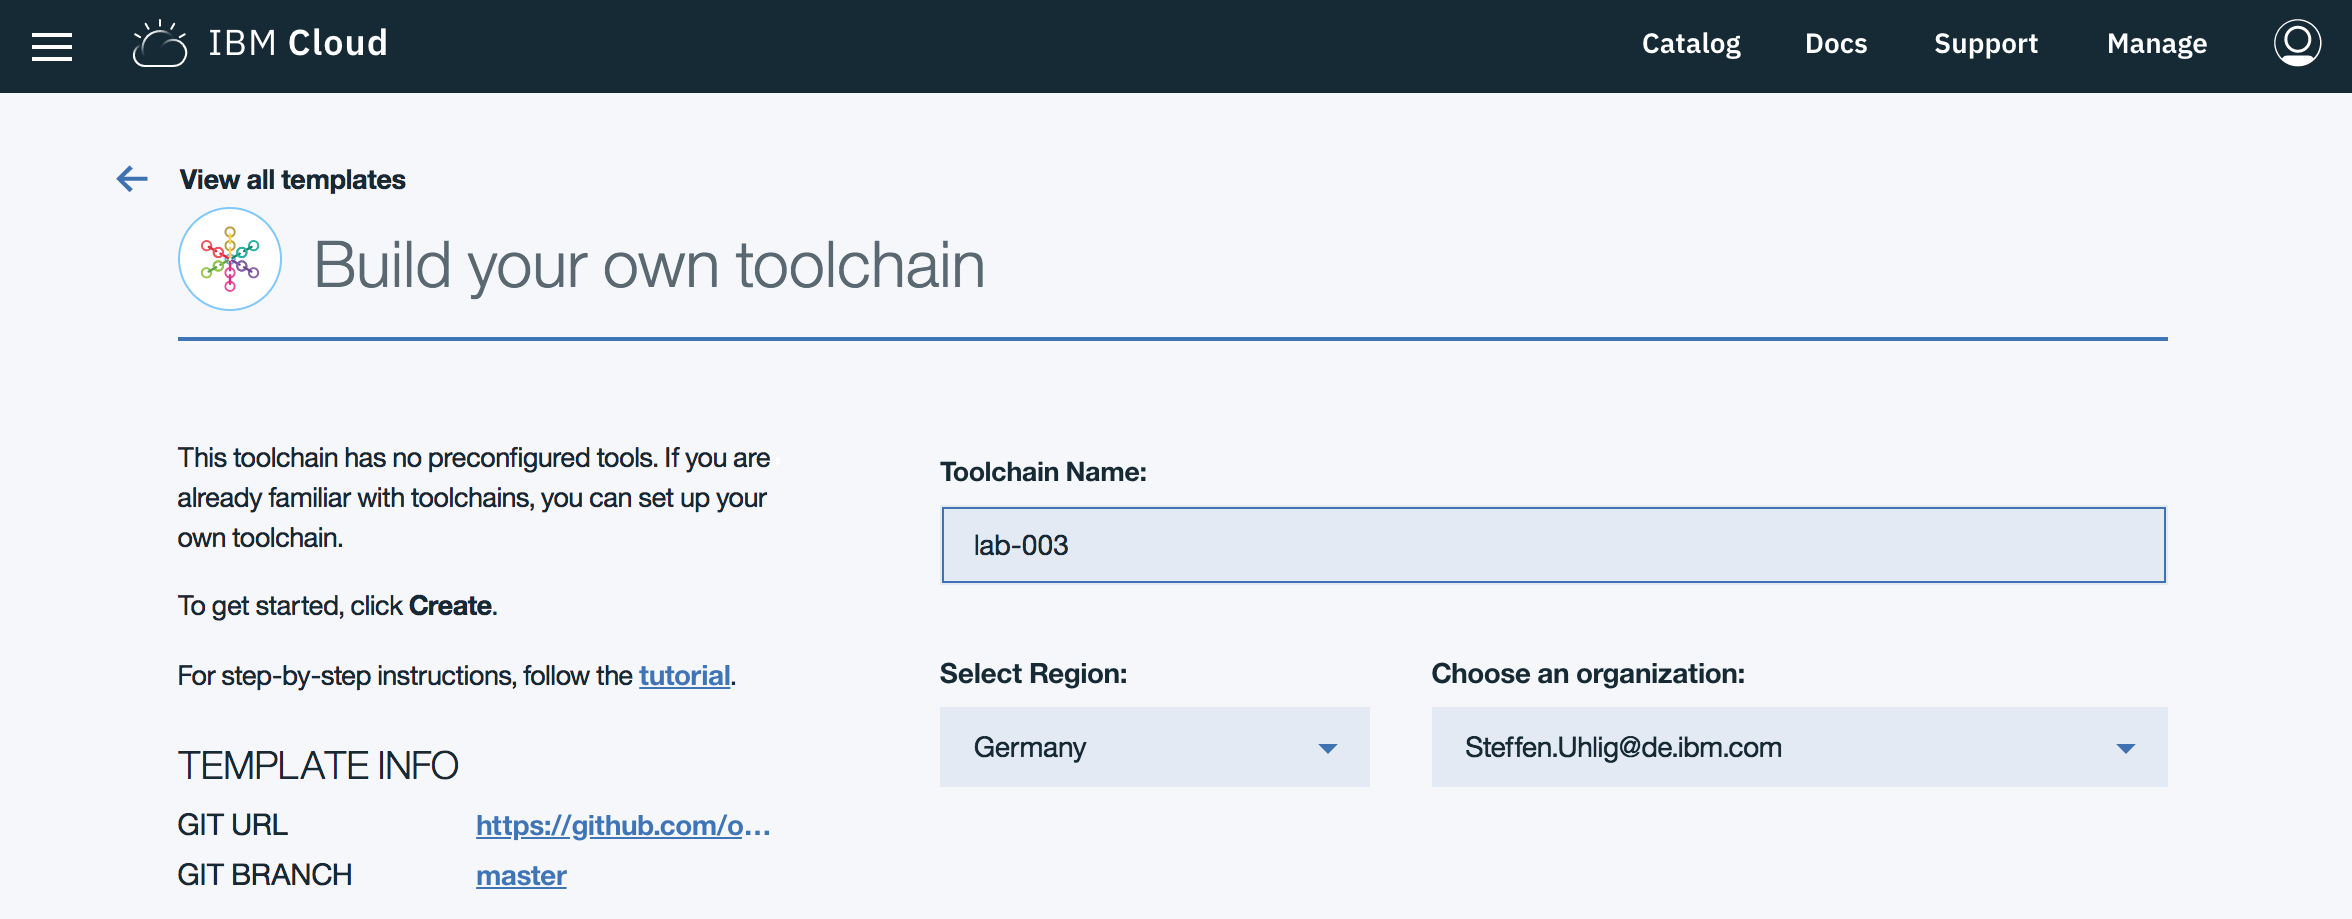 IBM Cloud
Catalog
Docs
Support
Manage
View all templates
Build your own toolchain
This toolchain has no preconfigured tools. If you are
already familiar with toolchains, you can set up your
own toolchain.
To get started, click Create.
For step-by-step instructions, follow the tutorial.
TEMPLATE INFO
GIT URL https://github.com/o...
GIT BRANCH master
Toolchain Name:
lab-003
Select Region:
Germany
Choose an organization:
Steffen.Uhlig@de.ibm.com